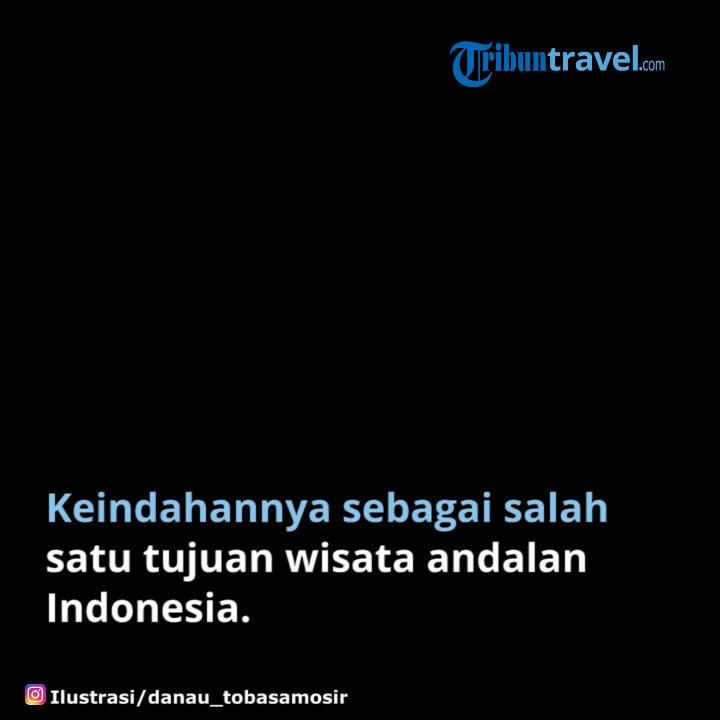 Tribuntravel.com
Keindahannya sebagai salah
satu tujuan wisata andalan
Indonesia.
Ilustrasi/danau_tobasamosir